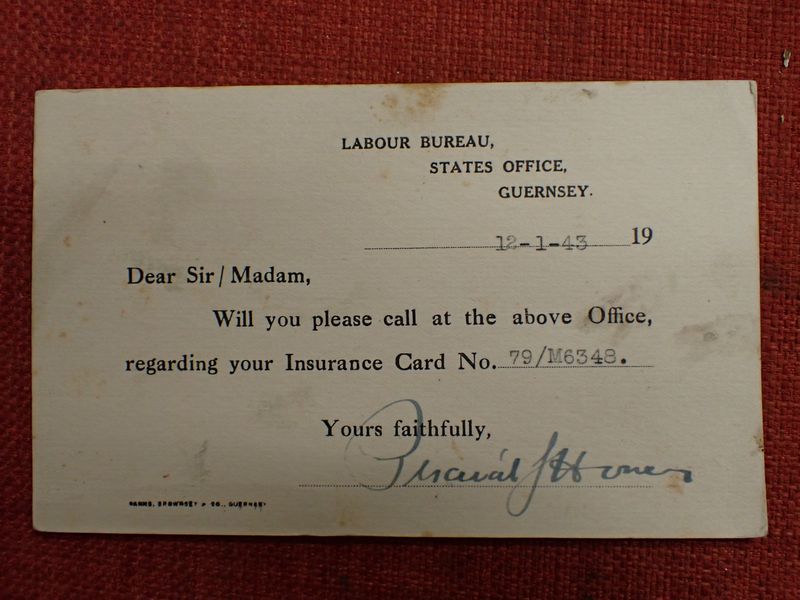 LABOUR BUREAU,
STATES OFFICE,
GUERNSEY.
12-1-43 19
Dear Sir / Madam,
Will you please call at the above Office,
regarding your Insurance Card No. 79/M6348.
Yours faithfully,
GUERNSEY